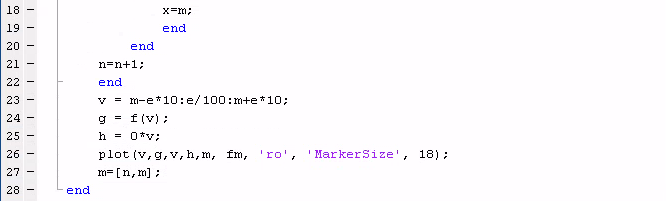 18 – x=m;
19 – end
20 – end
21 – n=n+1;
22 – end
23 – v = m-e*10:e/100:m+e*10;
24 – g = f(v);
25 – h = 0*v;
26 – plot(v,g,v,h,m, fm, 'ro', 'MarkerSize', 18);
27 – m=[n,m];
28 – end